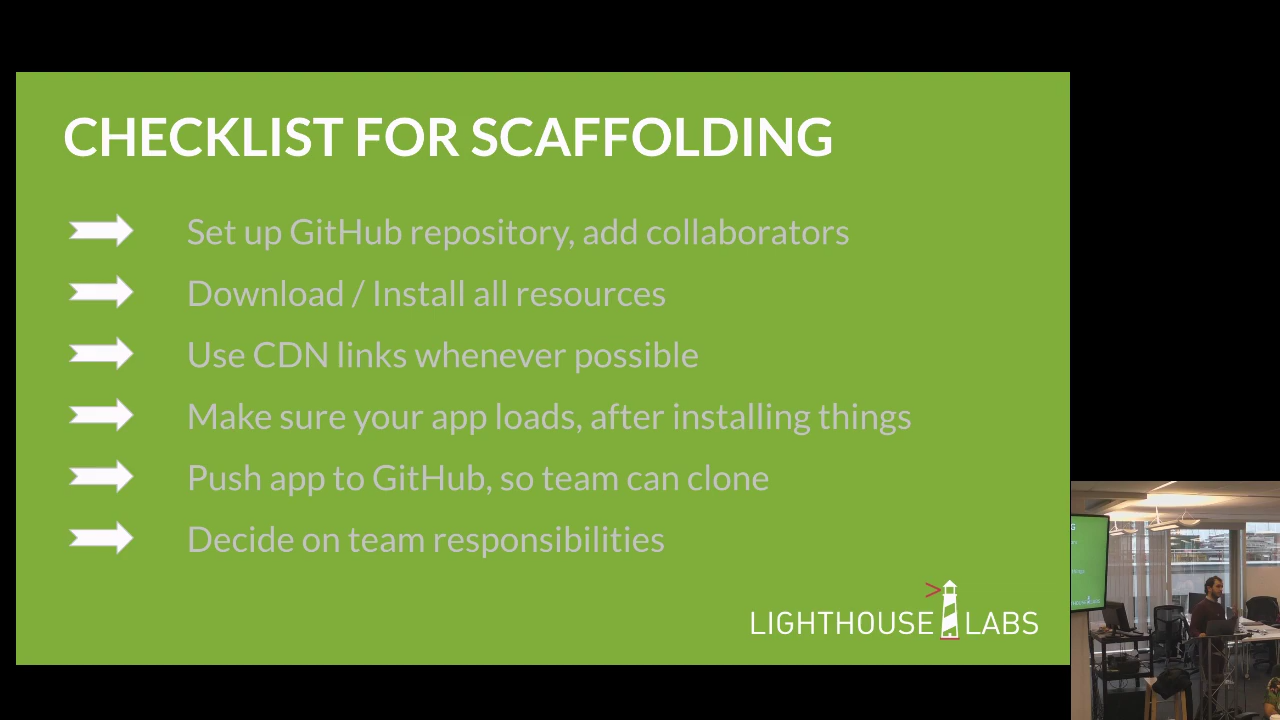 CHECKLIST FOR SCAFFOLDING
Set up GitHub repository, add collaborators
Download / Install all resources
Use CDN links whenever possible
Make sure your app loads, after installing things
Push app to GitHub, so team can clone
Decide on team responsibilities
LIGHTHOUSE LABS